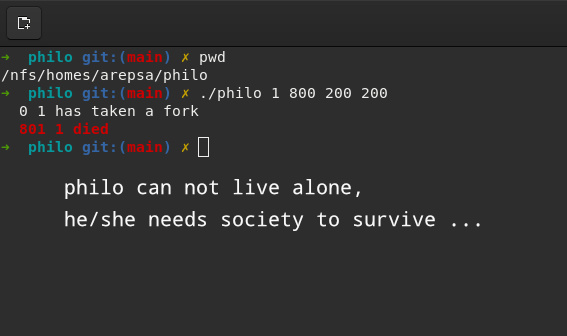 ➜  philo git:(main) ✗ pwd
/nfs/homes/arepsa/philo
➜  philo git:(main) ✗ ./philo 1 800 200 200
  0 1 has taken a fork
  801 1 died
➜  philo git:(main) ✗
philo can not live alone,
he/she needs society to survive ...